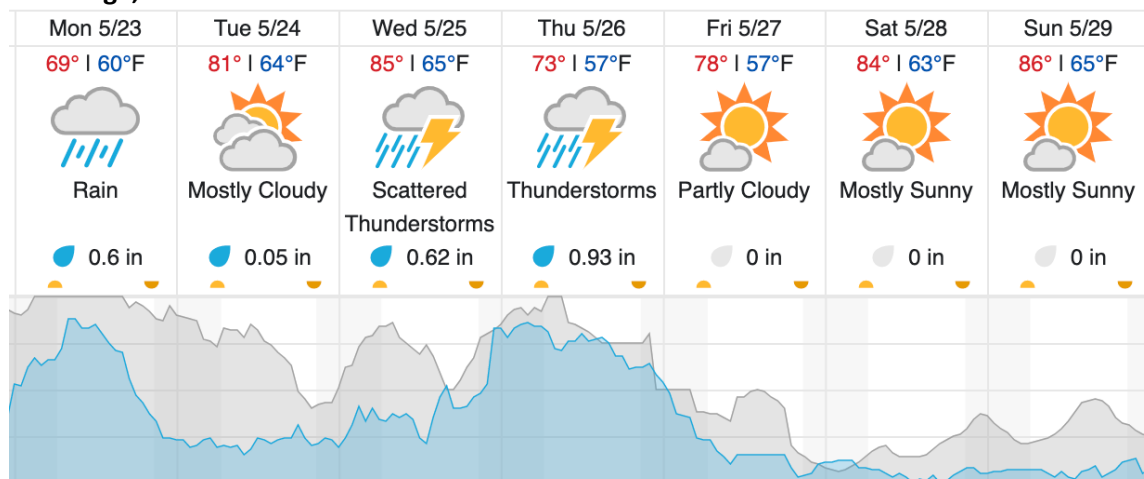 Mon 5/23
Tue 5/24
Wed 5/25
Thu 5/26
Fri 5/27
Sat 5/28
Sun 5/29
69° | 60°F
81° | 64°F
85° | 65°F
73° | 57°F
78° | 57°F
84° | 63°F
86° | 65°F
Rain
Mostly Cloudy
Scattered
Thunderstorms
Thunderstorms
Partly Cloudy
Mostly Sunny
Mostly Sunny
0.6 in
0.05 in
0.62 in
0.93 in
0 in
0 in
0 in